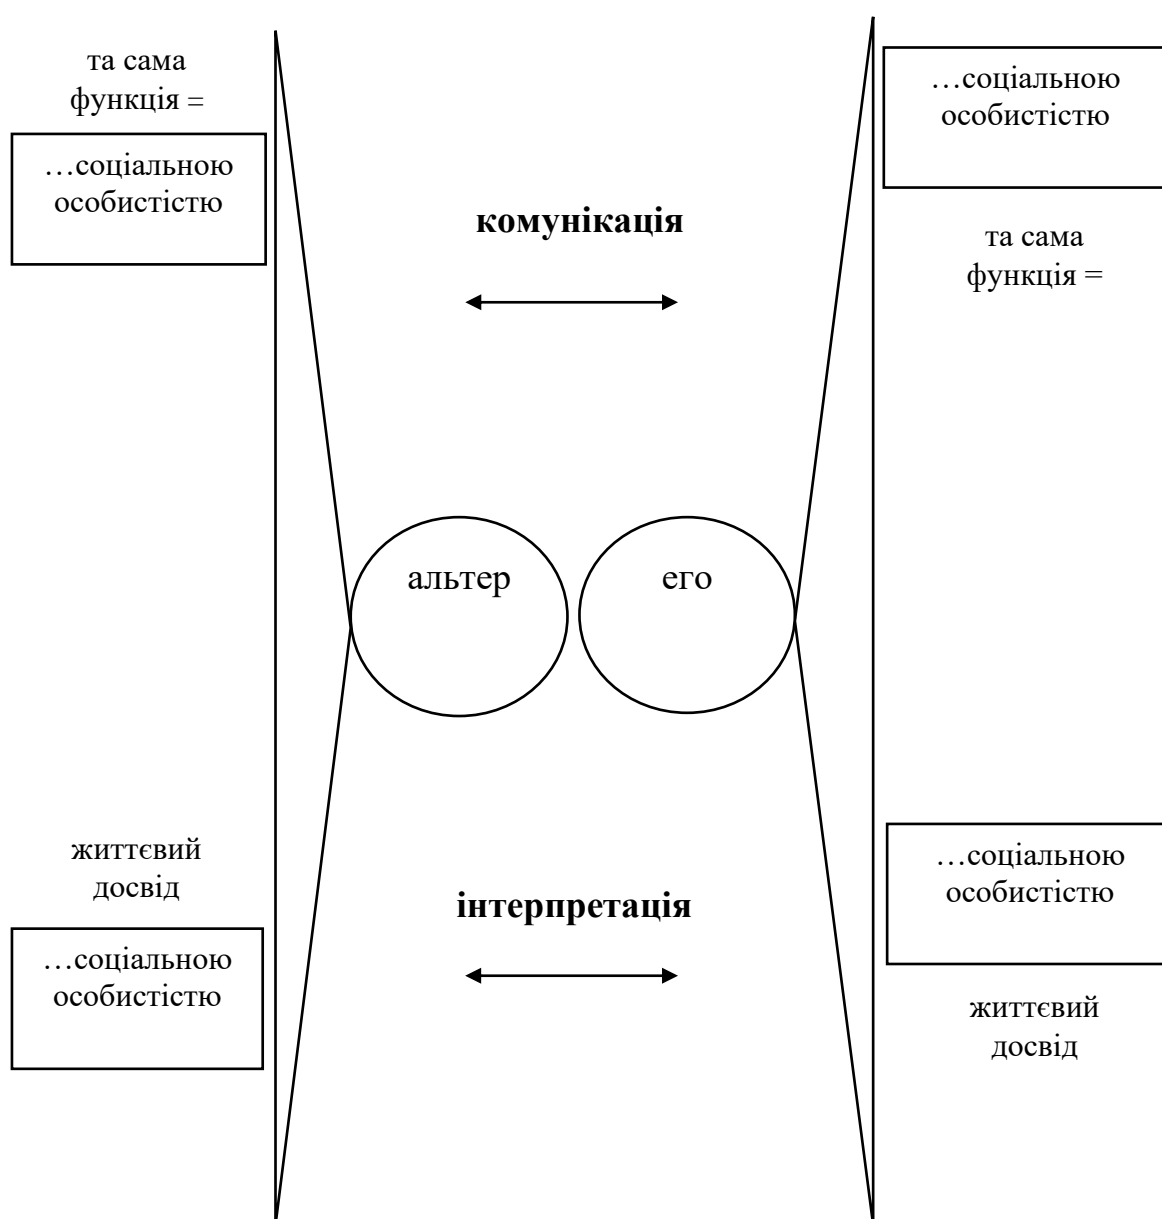 та сама
функція =
…соціальною
особистістю
…соціальною
особистістю
та сама
функція =
комунікація
альтер
его
життєвий
досвід
…соціальною
особистістю
інтерпретація
…соціальною
особистістю
життєвий
досвід